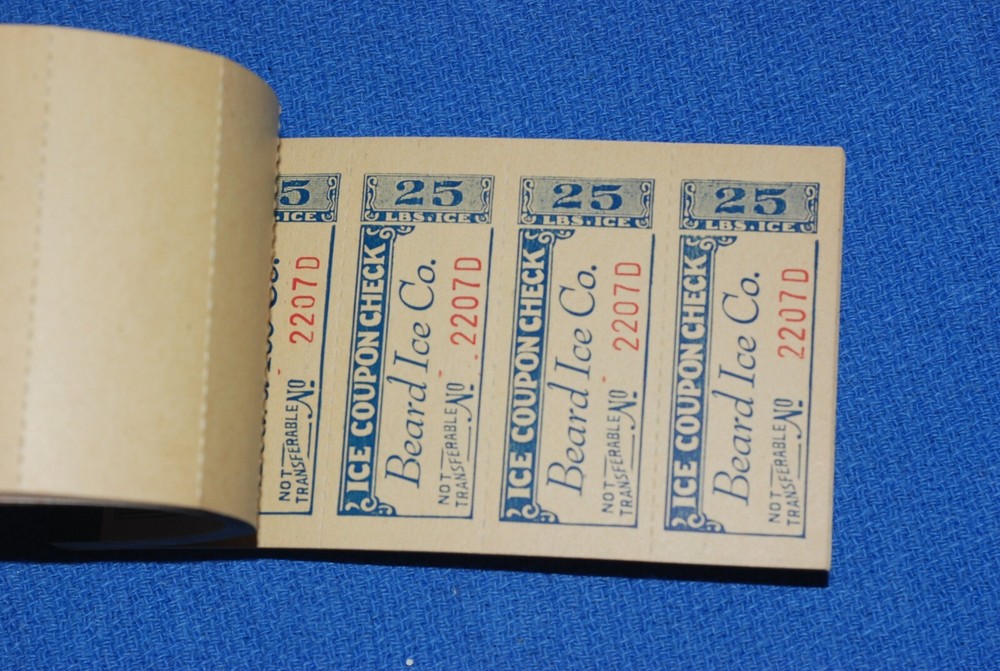 25
LBS. ICE
2207D
NOT
TRANSFERABLE
No
25
LBS. ICE
ICE COUPON CHECK
Beard Ice Co.
2207D
NOT
TRANSFERABLE
No
25
LBS. ICE
ICE COUPON CHECK
Beard Ice Co.
2207D
NOT
TRANSFERABLE
No
25
LBS. ICE
ICE COUPON CHECK
Beard Ice Co.
2207D
NOT
TRANSFERABLE
No